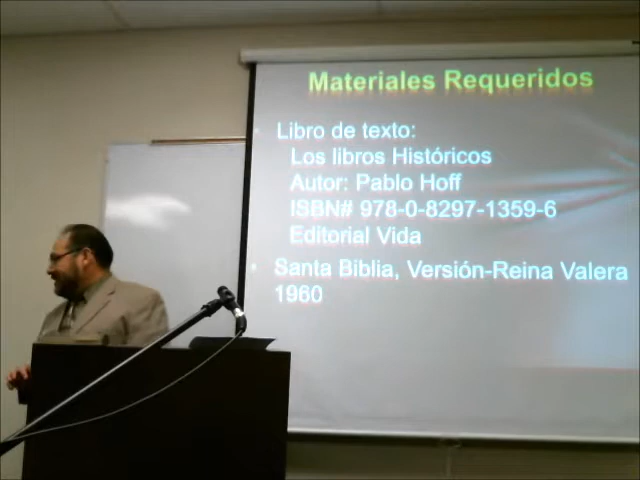 Materiales Requeridos
• Libro de texto:
Los libros Históricos
Autor: Pablo Hoff
ISBN# 978-0-8297-1359-6
Editorial Vida
• Santa Biblia, Versión-Reina Valera
1960